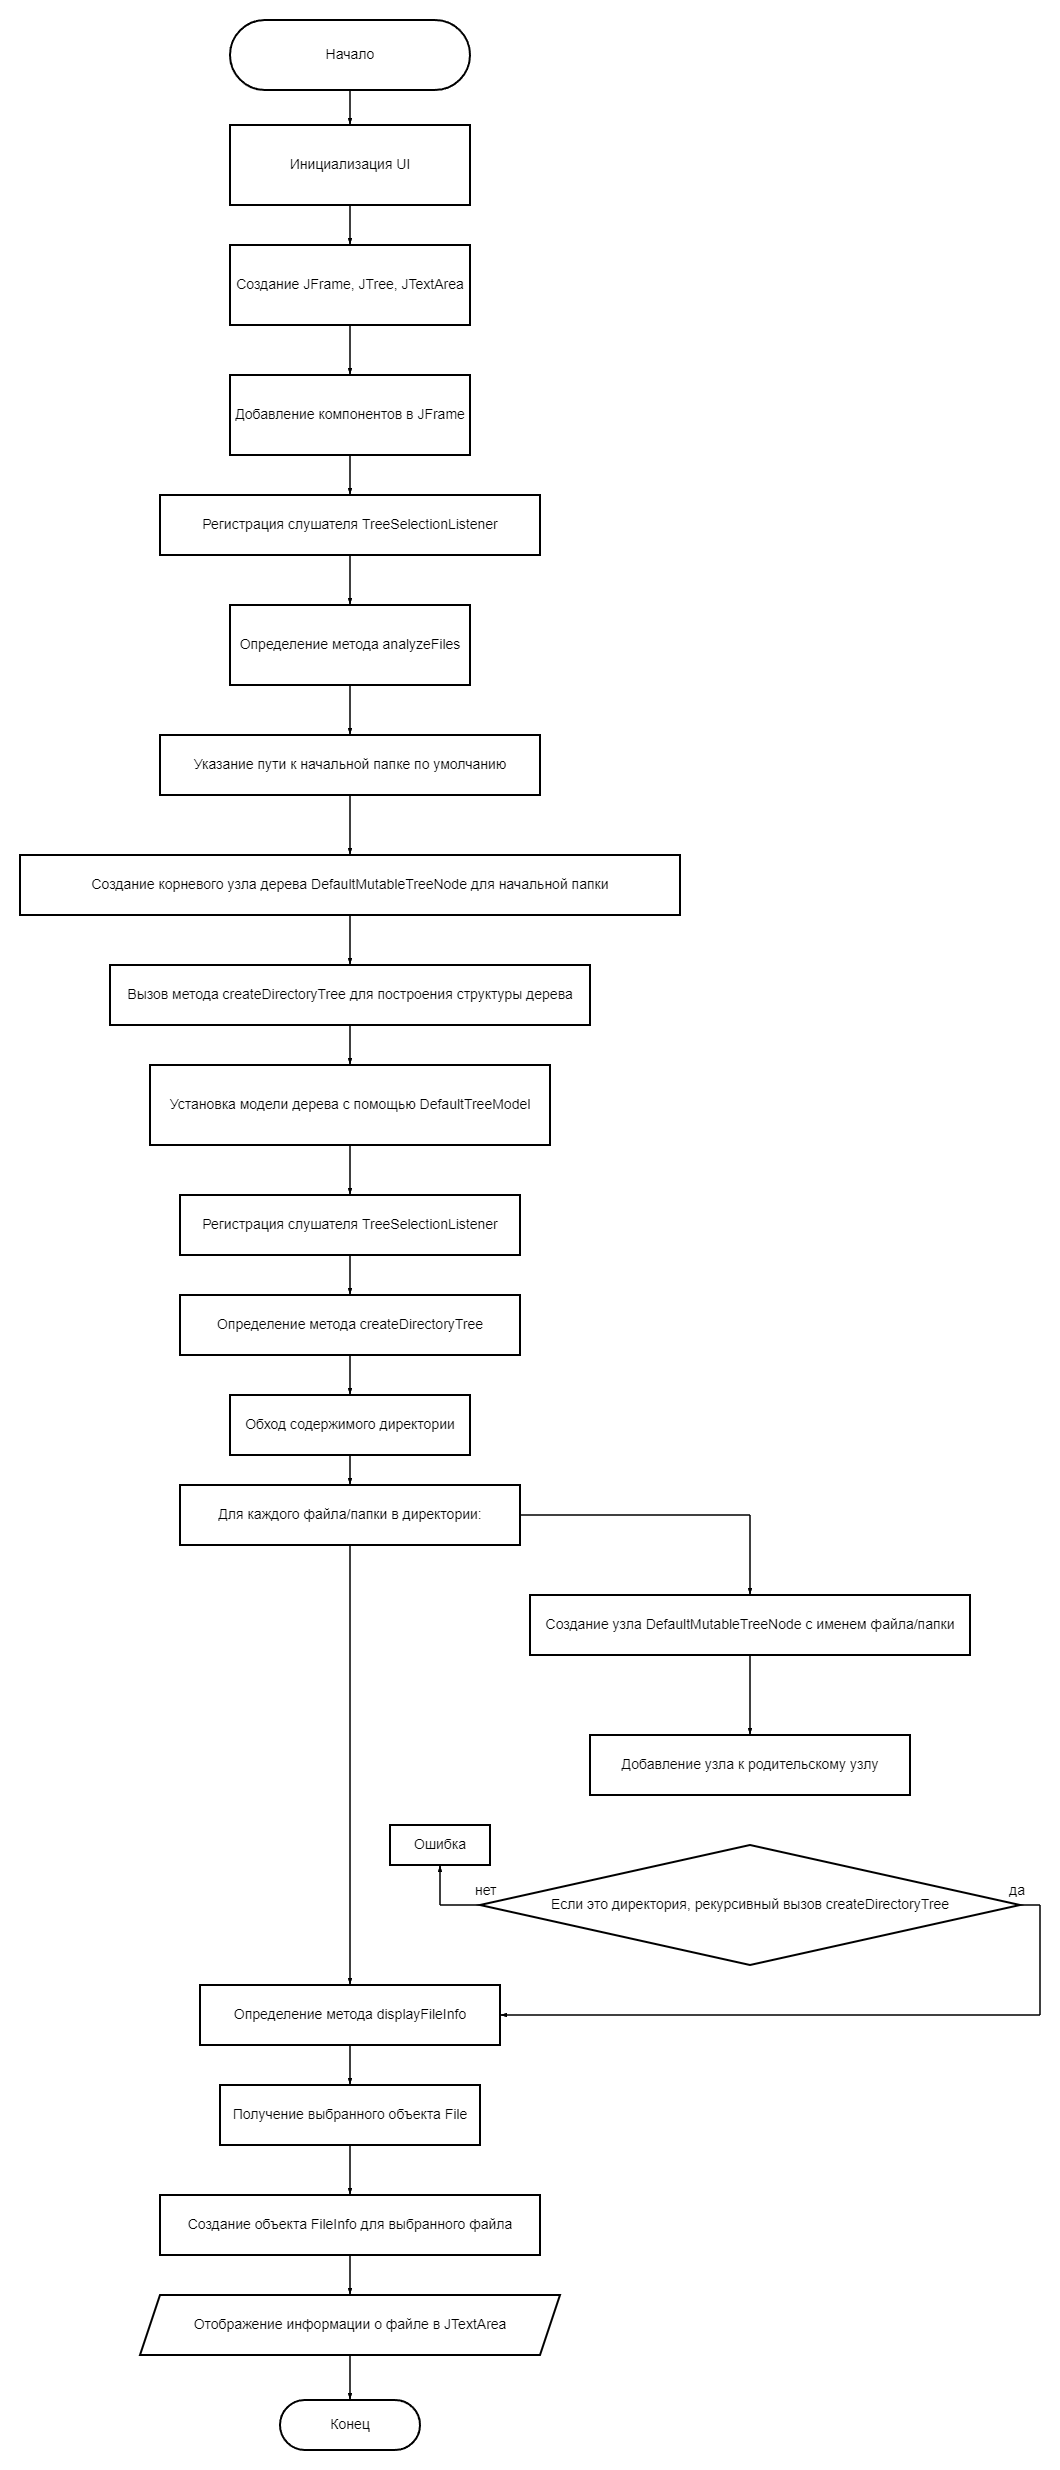 Начало
Инициализация UI
Создание JFrame, JTree, JTextArea
Добавление компонентов в JFrame
Регистрация слушателя TreeSelectionListener
Определение метода analyzeFiles
Указание пути к начальной папке по умолчанию
Создание корневого узла дерева DefaultMutableTreeNode для начальной папки
Вызов метода createDirectoryTree для построения структуры дерева
Установка модели дерева с помощью DefaultTreeModel
Регистрация слушателя TreeSelectionListener
Определение метода createDirectoryTree
Обход содержимого директории
Для каждого файла/папки в директории:
Создание узла DefaultMutableTreeNode с именем файла/папки
Добавление узла к родительскому узлу
Ошибка
нет
да
Если это директория, рекурсивный вызов createDirectoryTree
Определение метода displayFileInfo
Получение выбранного объекта File
Создание объекта FileInfo для выбранного файла
Отображение информации о файле в JTextArea
Конец